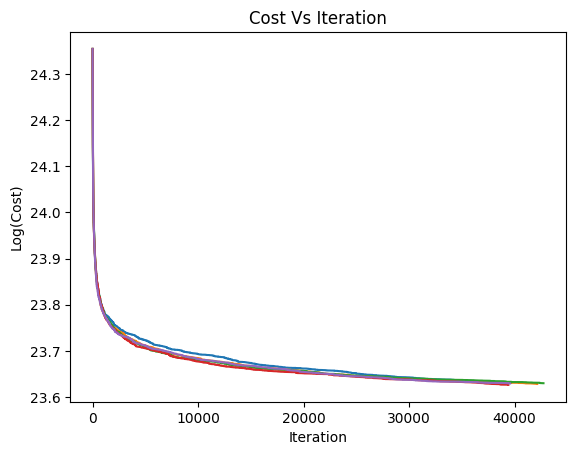 Cost Vs Iteration
Log(Cost)
24.3
24.2
24.1
24.0
23.9
23.8
23.7
23.6
0 10000 20000 30000 40000
Iteration